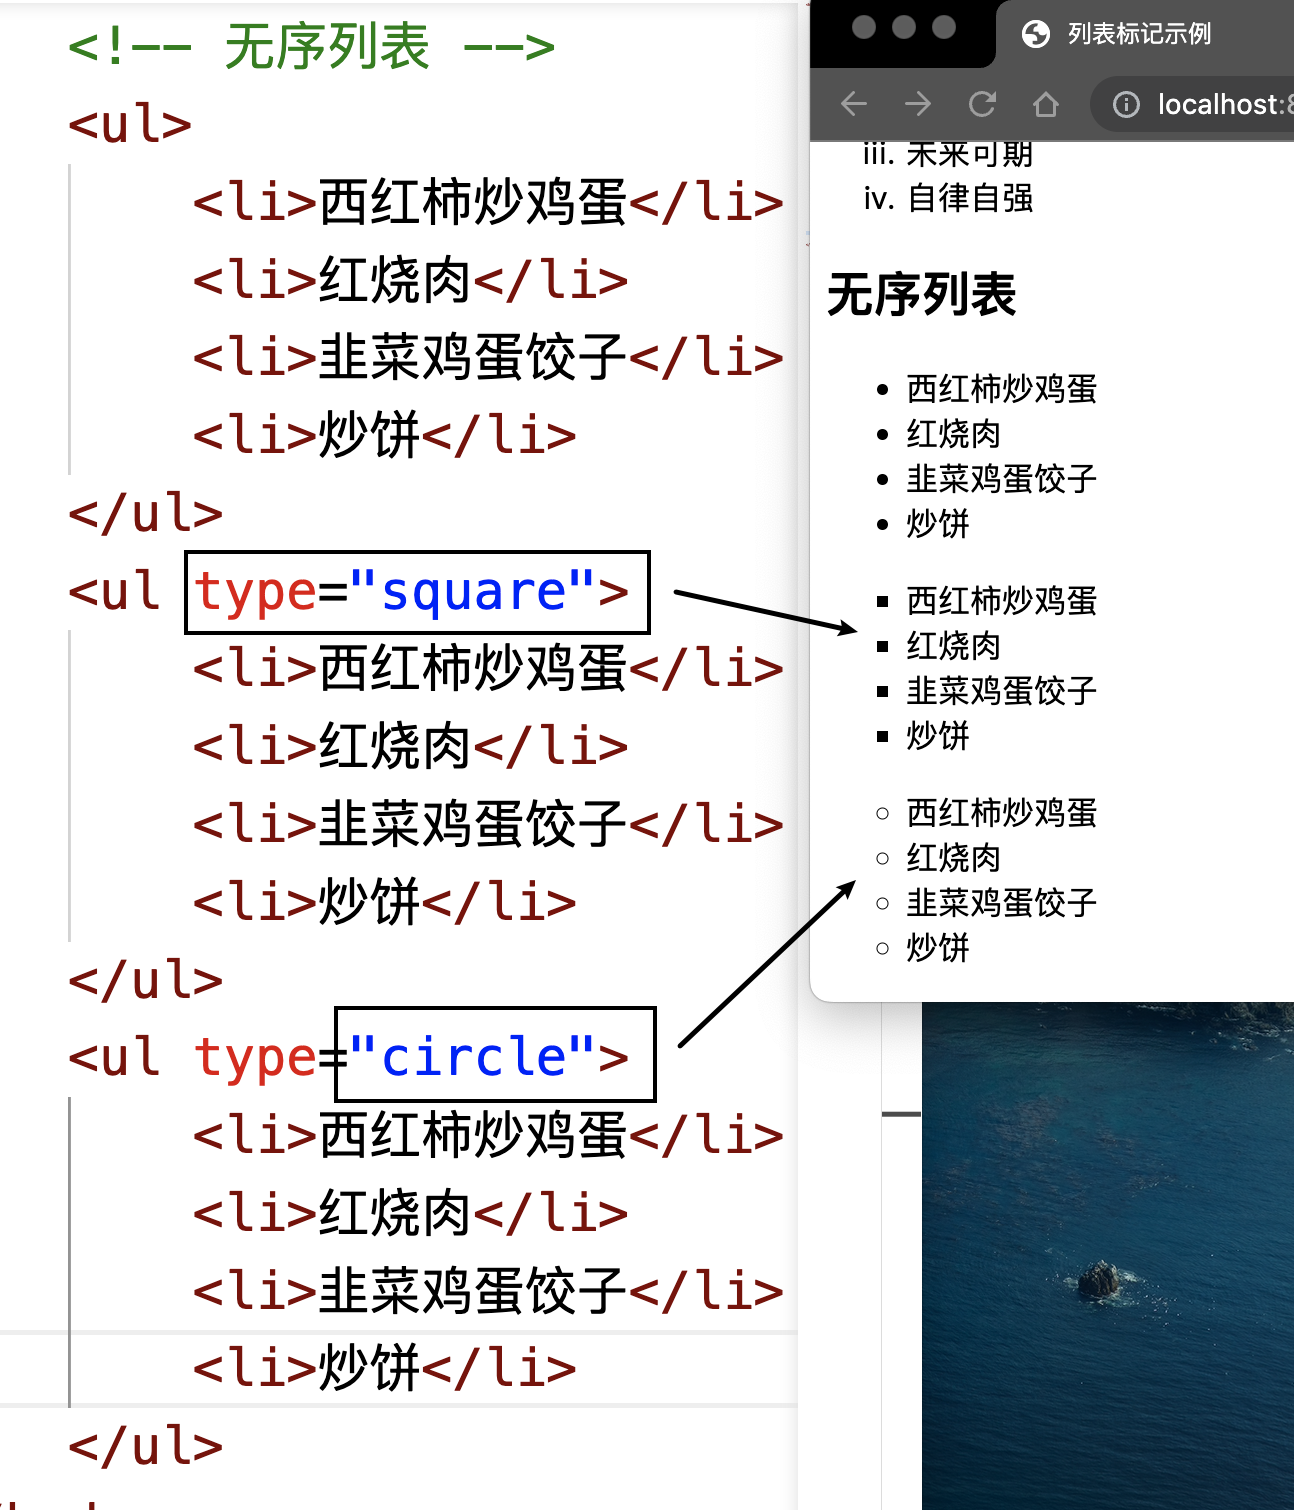 <!-- 无序列表 -->
<ul>
<li>西红柿炒鸡蛋</li>
<li>红烧肉</li>
<li>韭菜鸡蛋饺子</li>
<li>炒饼</li>
</ul>
<ul type="square">
<li>西红柿炒鸡蛋</li>
<li>红烧肉</li>
<li>韭菜鸡蛋饺子</li>
<li>炒饼</li>
</ul>
<ul type="circle">
<li>西红柿炒鸡蛋</li>
<li>红烧肉</li>
<li>韭菜鸡蛋饺子</li>
<li>炒饼</li>
</ul>
列表标记示例
localhost:8
iii. 未来可期
iv. 自律自强
无序列表
• 西红柿炒鸡蛋
• 红烧肉
• 韭菜鸡蛋饺子
• 炒饼
▪ 西红柿炒鸡蛋
▪ 红烧肉
▪ 韭菜鸡蛋饺子
▪ 炒饼
◦ 西红柿炒鸡蛋
◦ 红烧肉
◦ 韭菜鸡蛋饺子
◦ 炒饼